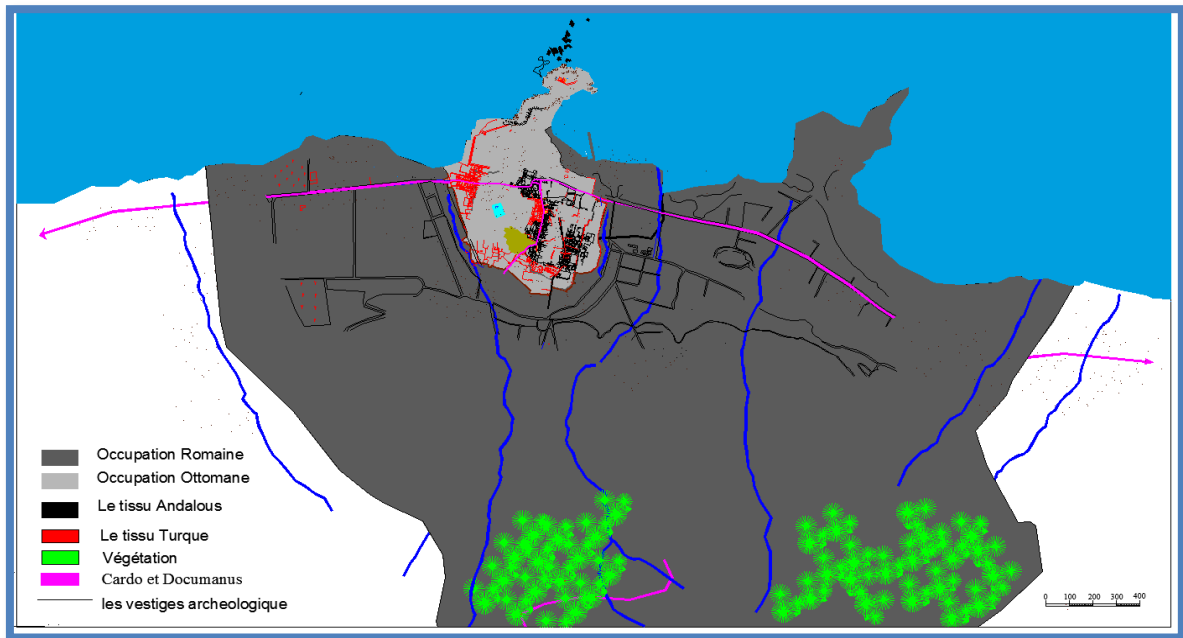 Occupation Romaine
Occupation Ottomane
Le tissu Andalous
Le tissu Turque
Végétation
Cardo et Documanus
les vestiges archeologique
0 100 200 300 400